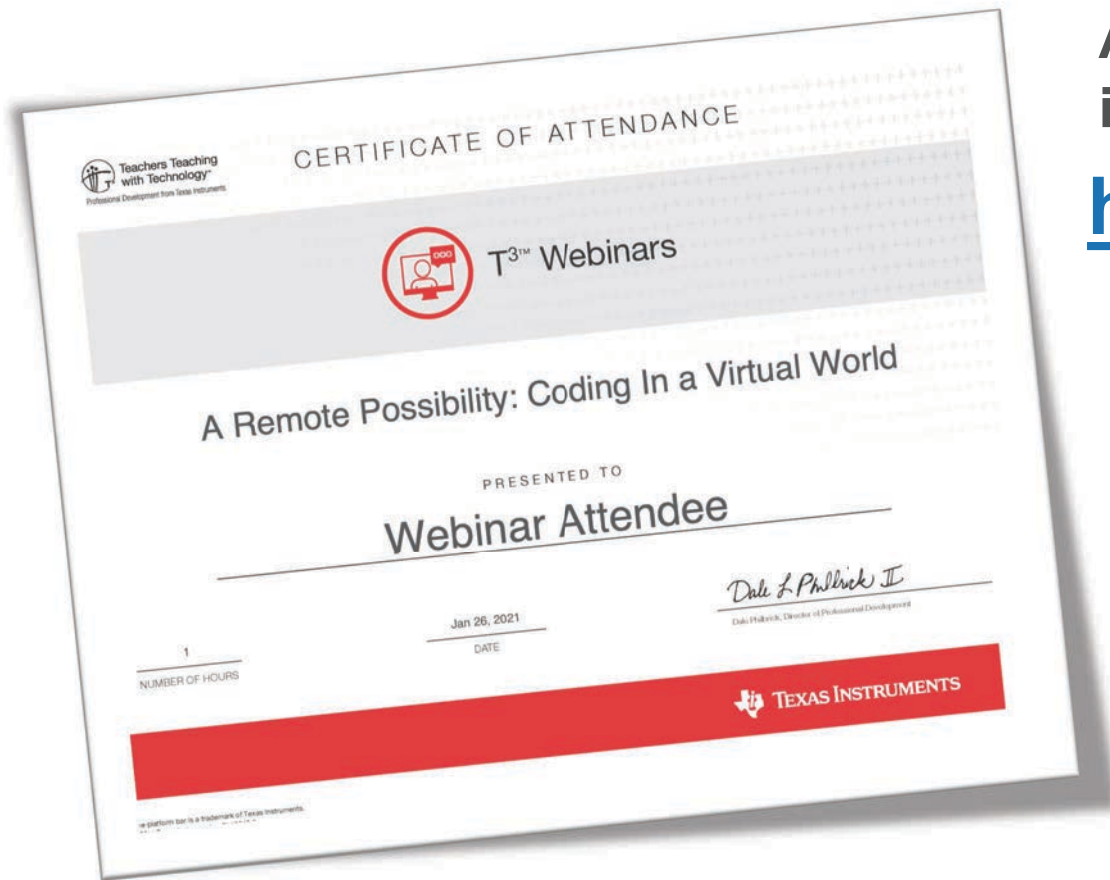 Teachers Teaching
with Technology™
Professional Development from Texas Instruments
CERTIFICATE OF ATTENDANCE
T³™ Webinars
A Remote Possibility: Coding In a Virtual World
PRESENTED TO
Webinar Attendee
Dale L Philbrick II
Dale Philbrick, Director of Professional Development
Jan 26, 2021
DATE
1
NUMBER OF HOURS
TEXAS INSTRUMENTS
platform bar is a trademark of Texas Instruments.